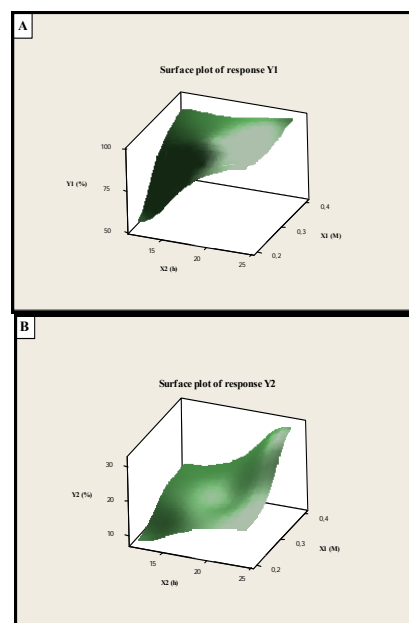 A
Surface plot of response Y1
100
Y1 (%)
75
50
15
20
25
X2 (h)
0,2
0,3
0,4
X1 (M)
B
Surface plot of response Y2
30
Y2 (%)
20
10
15
20
25
X2 (h)
0,2
0,3
0,4
X1 (M)